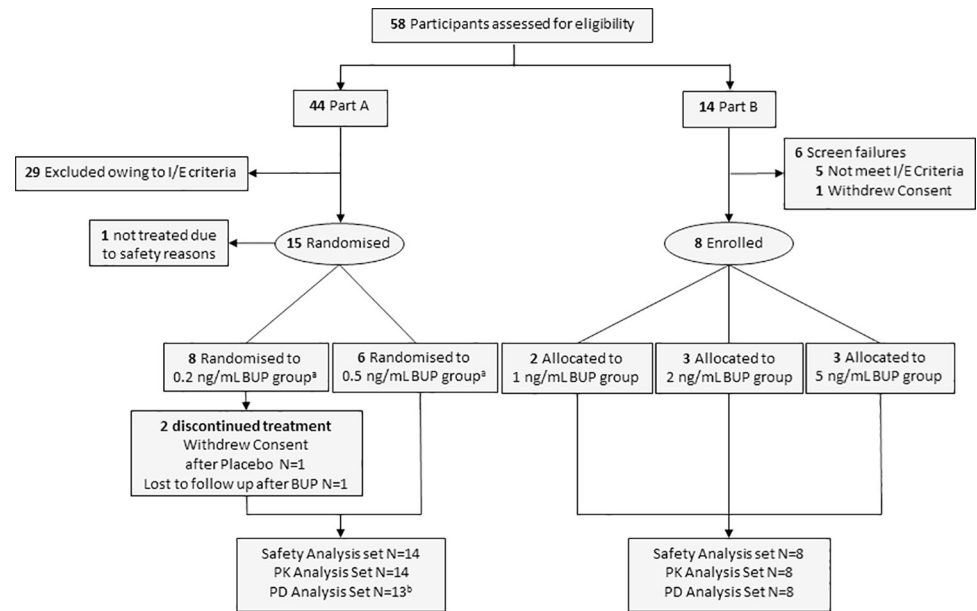 58 Participants assessed for eligibility
44 Part A
14 Part B
29 Excluded owing to I/E criteria
6 Screen failures
5 Not meet I/E Criteria
1 Withdrew Consent
1 not treated due
to safety reasons
15 Randomised
8 Enrolled
8 Randomised to
0.2 ng/mL BUP groupᵃ
6 Randomised to
0.5 ng/mL BUP groupᵃ
2 Allocated to
1 ng/mL BUP group
3 Allocated to
2 ng/mL BUP group
3 Allocated to
5 ng/mL BUP group
2 discontinued treatment
Withdrew Consent
after Placebo N=1
Lost to follow up after BUP N=1
Safety Analysis set N=14
PK Analysis Set N=14
PD Analysis Set N=13ᵇ
Safety Analysis set N=8
PK Analysis Set N=8
PD Analysis Set N=8